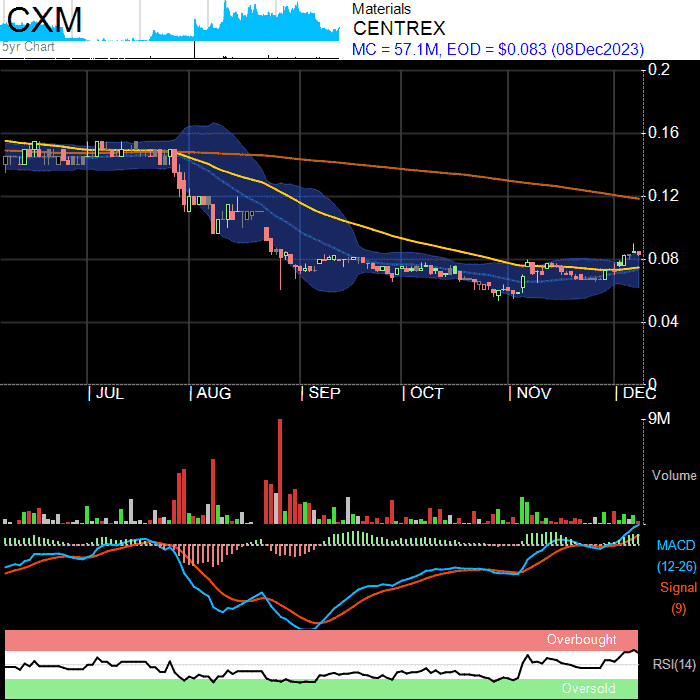 CXM
5yr Chart
Materials
CENTREX
MC = 57.1M, EOD = $0.083 (08Dec2023)
0.2
0.16
0.12
0.08
0.04
0
JUL AUG SEP OCT NOV DEC
9M
Volume
MACD
(12-26)
Signal
(9)
Overbought
RSI(14)
Oversold